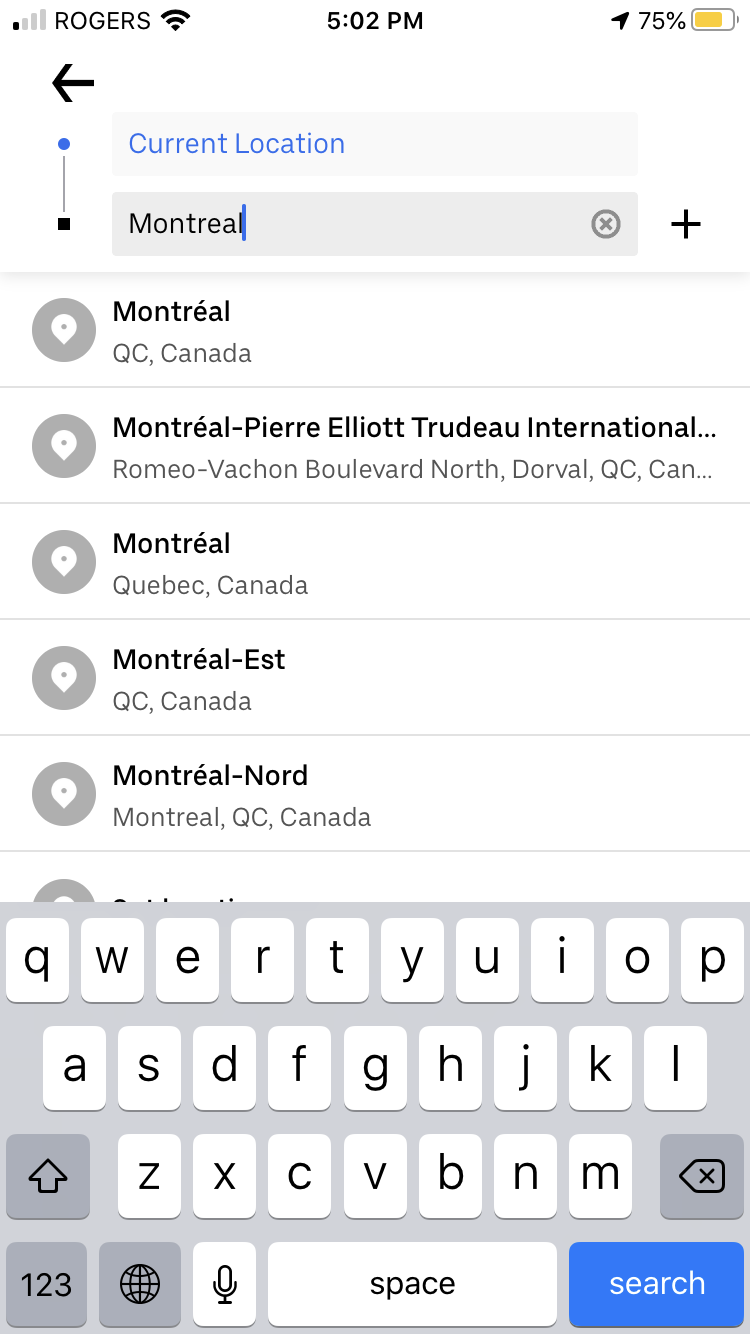 ROGERS 5:02 PM 75%
Current Location
Montreal
Montréal
QC, Canada
Montréal-Pierre Elliott Trudeau International...
Romeo-Vachon Boulevard North, Dorval, QC, Can...
Montréal
Quebec, Canada
Montréal-Est
QC, Canada
Montréal-Nord
Montreal, QC, Canada
q w e r t y u i o p
a s d f g h j k l
z x c v b n m
123 space search